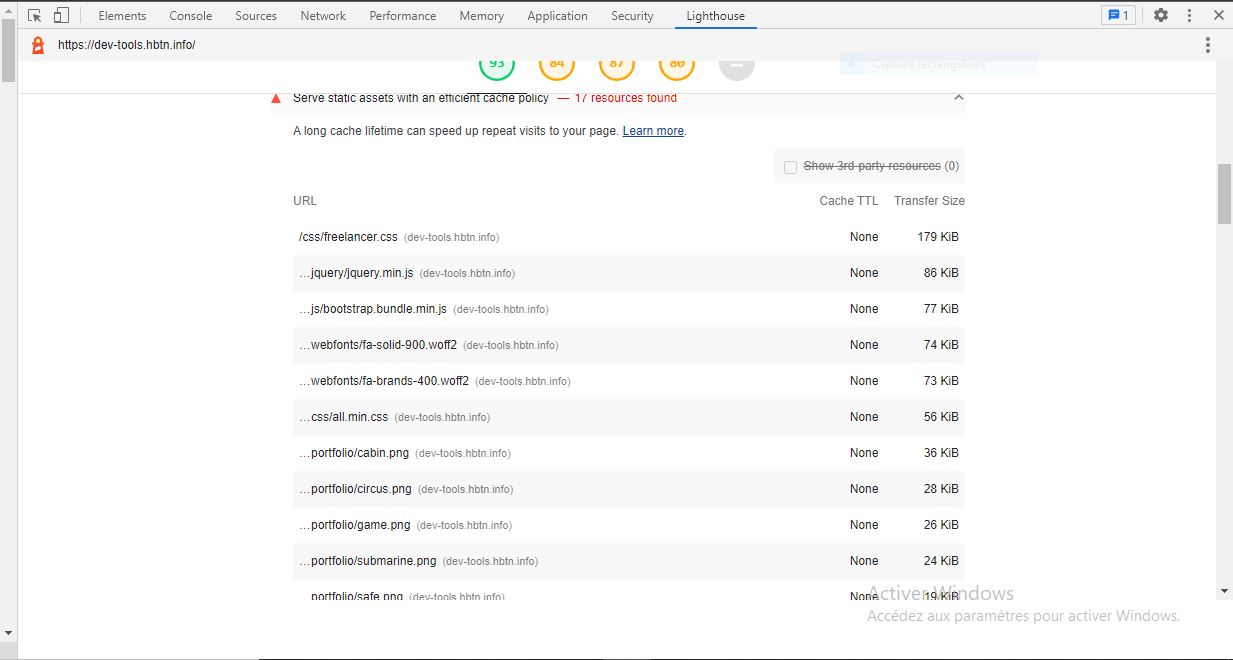 Elements Console Sources Network Performance Memory Application Security Lighthouse 1
https://dev-tools.hbtn.info/
93 84 87 80
Capture rectangulaire
Serve static assets with an efficient cache policy — 17 resources found
A long cache lifetime can speed up repeat visits to your page. Learn more.
Show 3rd-party resources (0)
URL Cache TTL Transfer Size
/css/freelancer.css (dev-tools.hbtn.info) None 179 KiB
…jquery/jquery.min.js (dev-tools.hbtn.info) None 86 KiB
…js/bootstrap.bundle.min.js (dev-tools.hbtn.info) None 77 KiB
…webfonts/fa-solid-900.woff2 (dev-tools.hbtn.info) None 74 KiB
…webfonts/fa-brands-400.woff2 (dev-tools.hbtn.info) None 73 KiB
…css/all.min.css (dev-tools.hbtn.info) None 56 KiB
…portfolio/cabin.png (dev-tools.hbtn.info) None 36 KiB
…portfolio/circus.png (dev-tools.hbtn.info) None 28 KiB
…portfolio/game.png (dev-tools.hbtn.info) None 26 KiB
…portfolio/submarine.png (dev-tools.hbtn.info) None 24 KiB
…portfolio/safe.png (dev-tools.hbtn.info) None 19 KiB
Activer Windows
Accédez aux paramètres pour activer Windows.